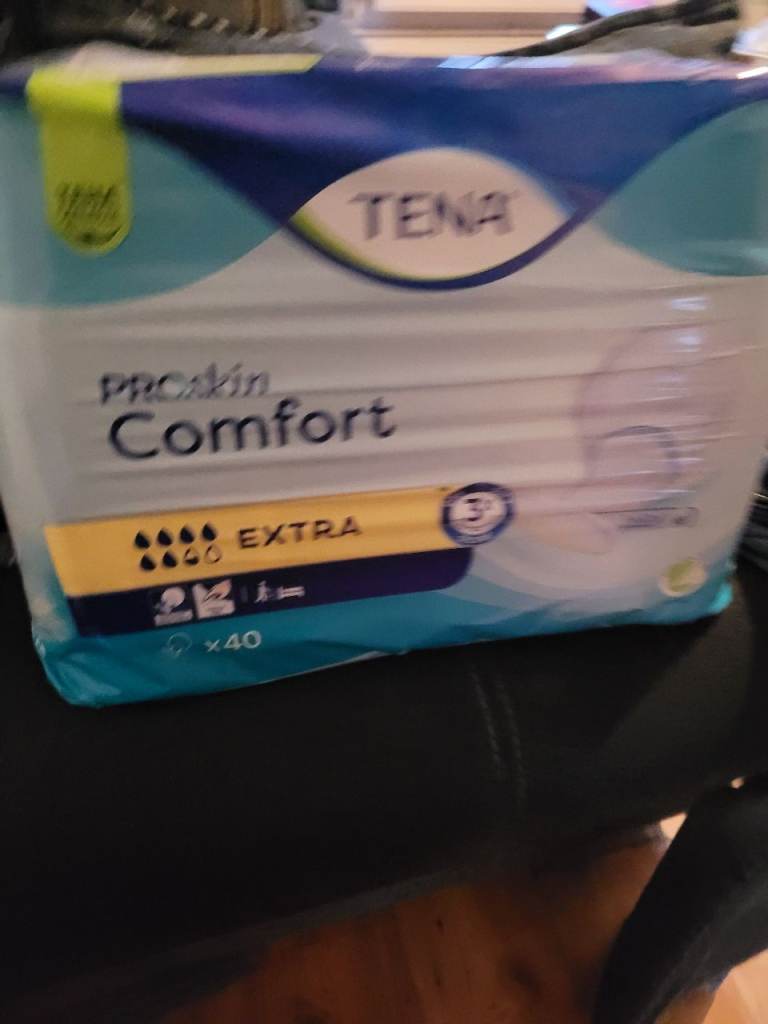 TENA
PROskin
Comfort
EXTRA
3
x40